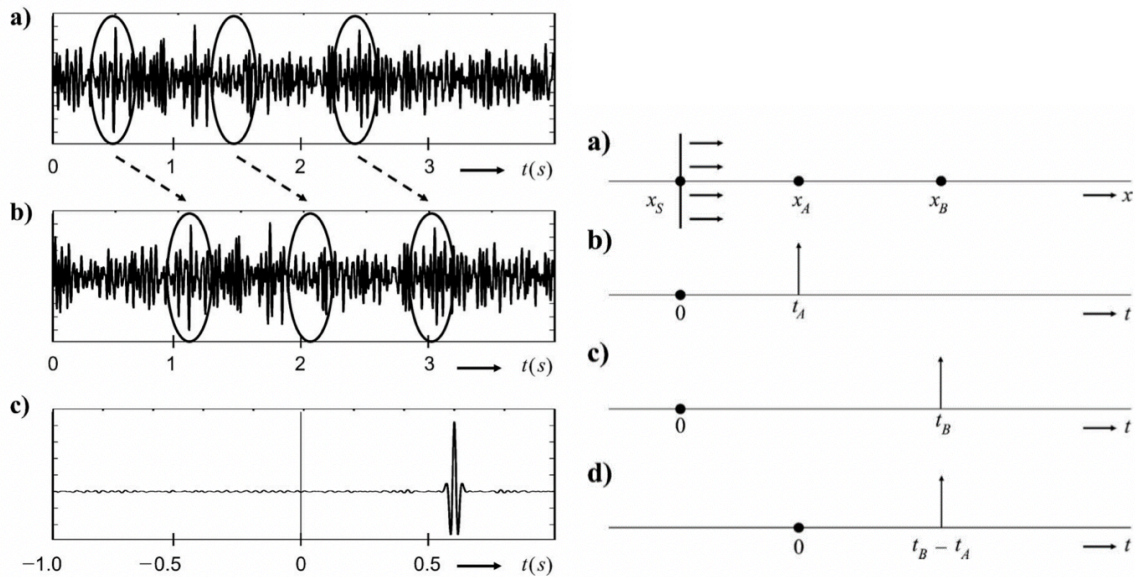 a)
0 1 2 3 t(s)
b)
0 1 2 3 t(s)
c)
−1.0 −0.5 0 0.5 t(s)
a)
x_S x_A x_B x
b)
0 t_A t
c)
0 t_B t
d)
0 t_B − t_A t